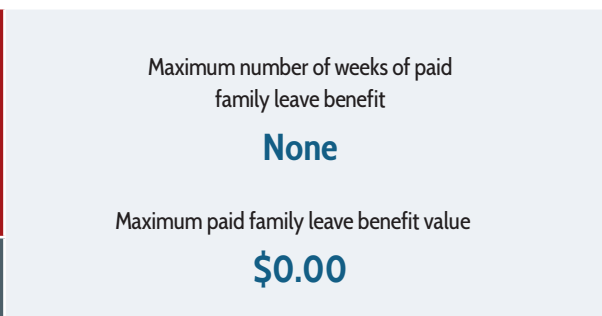 Maximum number of weeks of paid
family leave benefit
None
Maximum paid family leave benefit value
$0.00